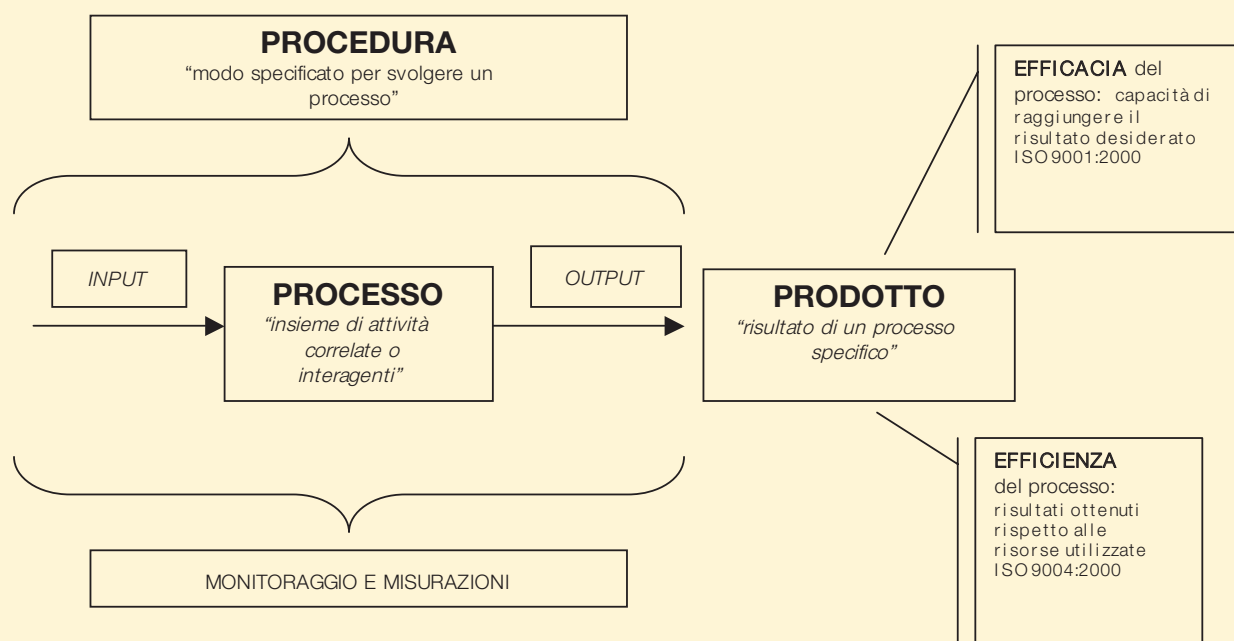 PROCEDURA
“modo specificato per svolgere un
processo”
EFFICACIA del
processo: capacità di
raggiungere il
risultato desiderato
ISO 9001:2000
INPUT
OUTPUT
PROCESSO
“insieme di attività
correlate o
interagenti”
PRODOTTO
“risultato di un processo
specifico”
EFFICIENZA
del processo:
risultati ottenuti
rispetto alle
risorse utilizzate
ISO 9004:2000
MONITORAGGIO E MISURAZIONI